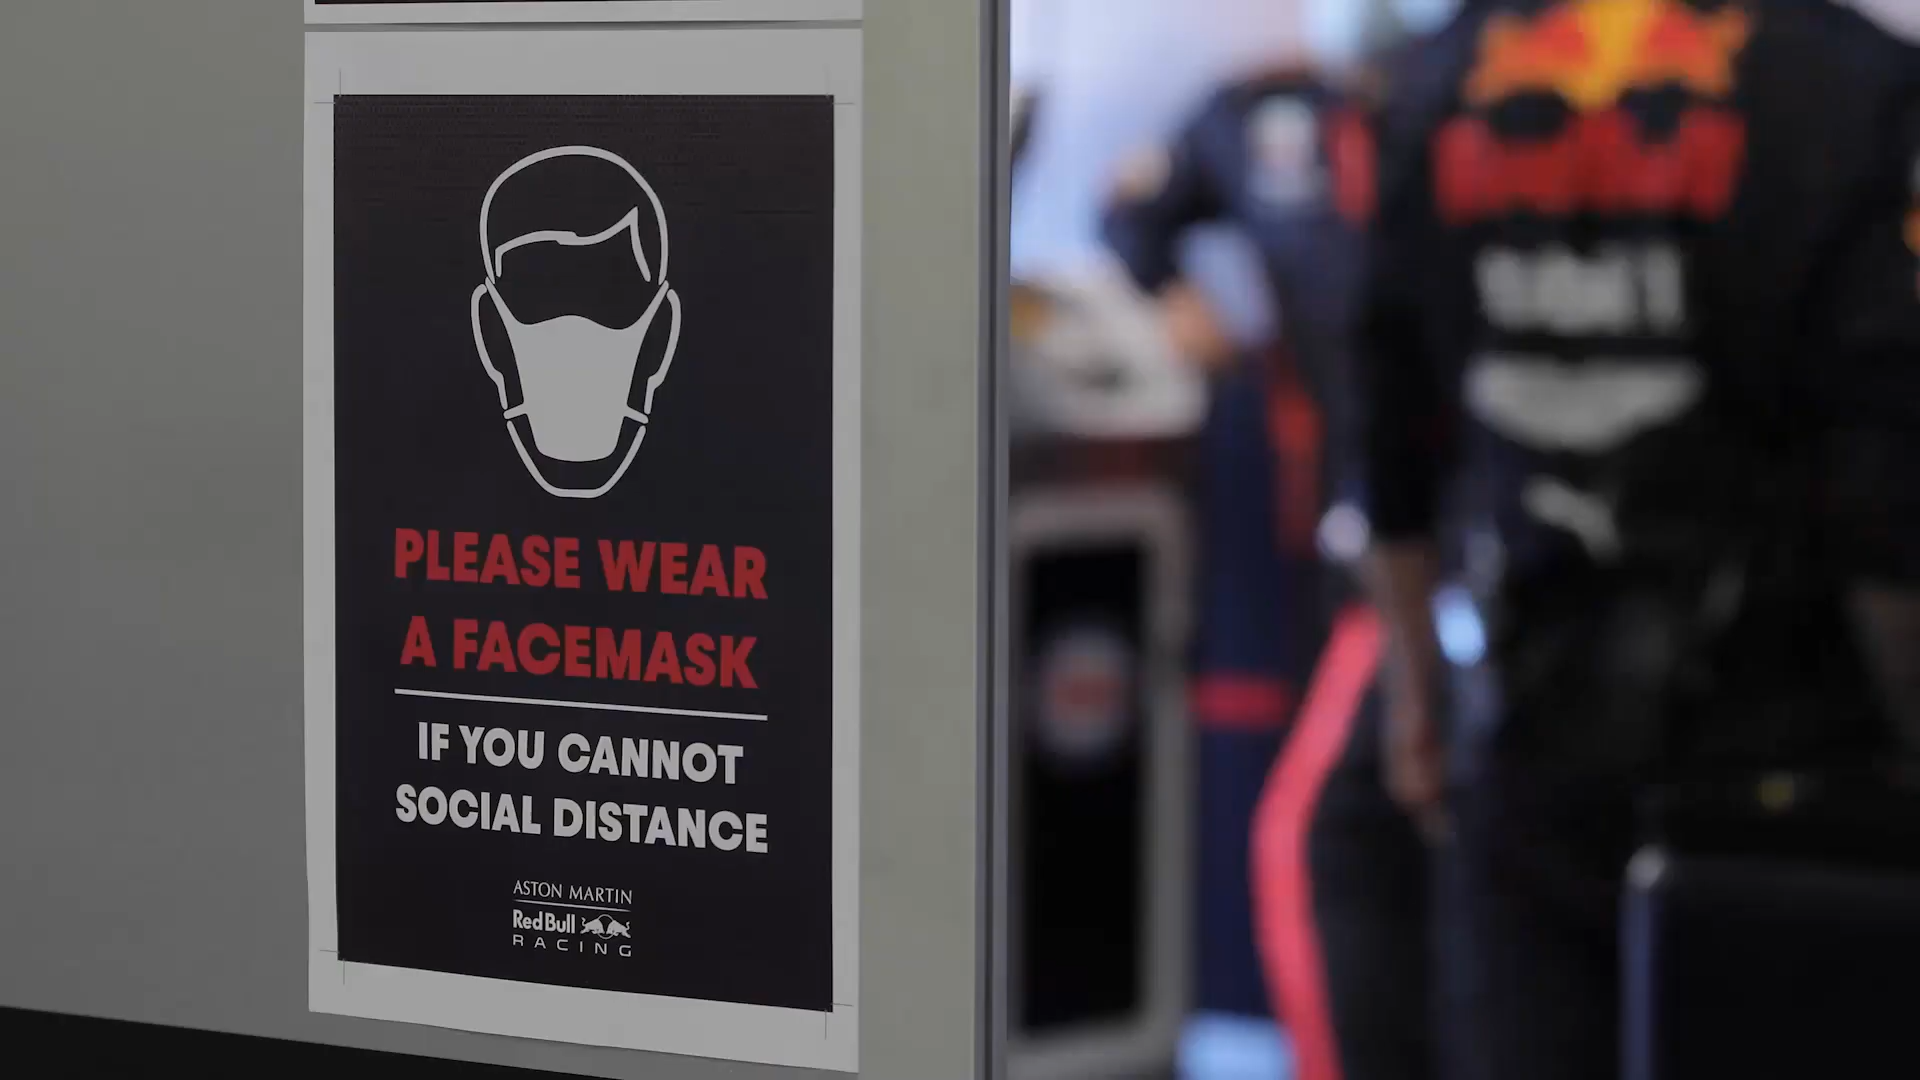 PLEASE WEAR
A FACEMASK
IF YOU CANNOT
SOCIAL DISTANCE
ASTON MARTIN
Red Bull
RACING